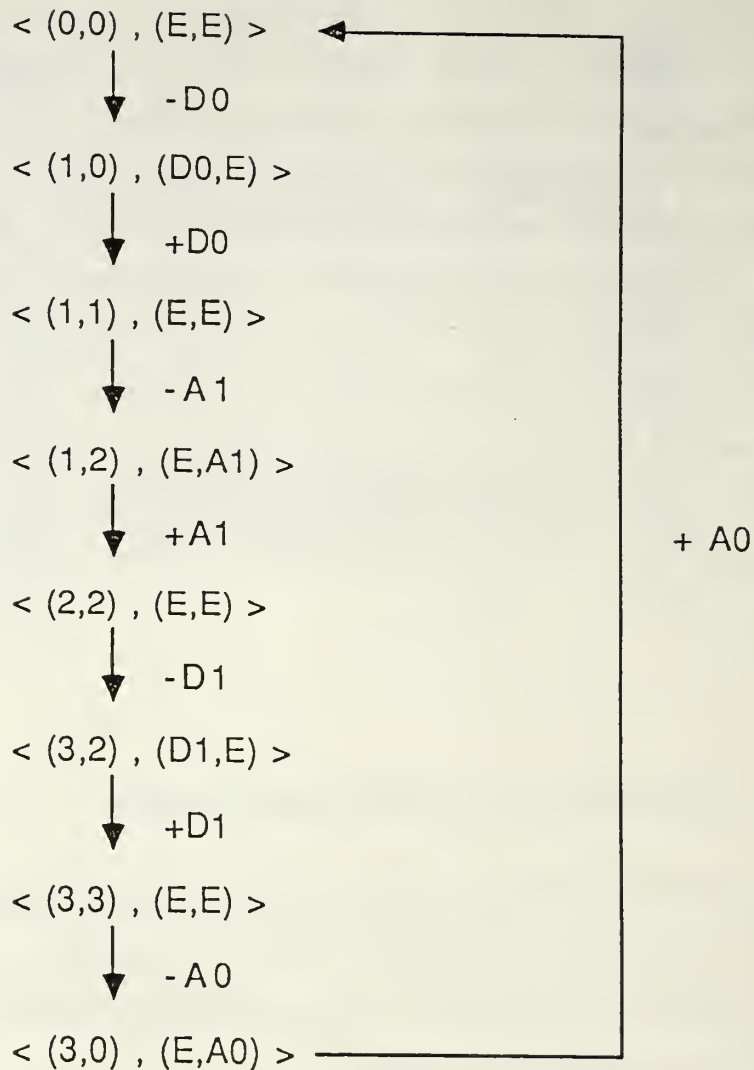 < (0,0) , (E,E) >
-D0
< (1,0) , (D0,E) >
+D0
< (1,1) , (E,E) >
-A1
< (1,2) , (E,A1) >
+A1
+ A0
< (2,2) , (E,E) >
-D1
< (3,2) , (D1,E) >
+D1
< (3,3) , (E,E) >
-A0
< (3,0) , (E,A0) >